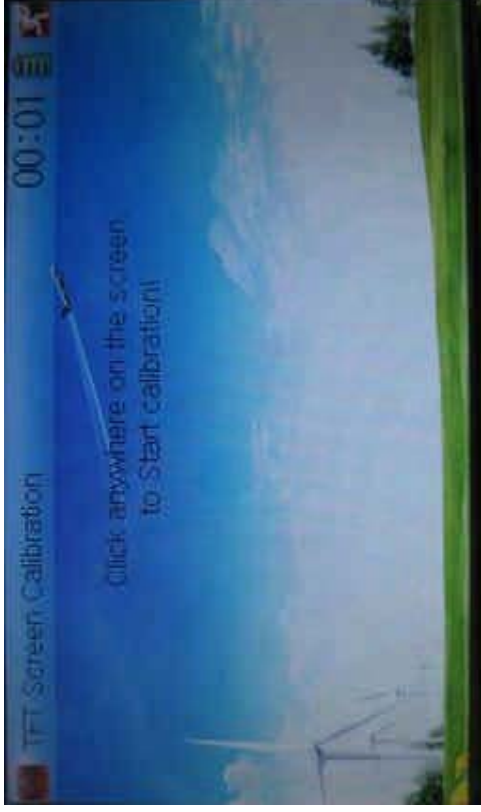 TFT Screen Calibration
00:01
Click anywhere on the screen
to Start calibration!